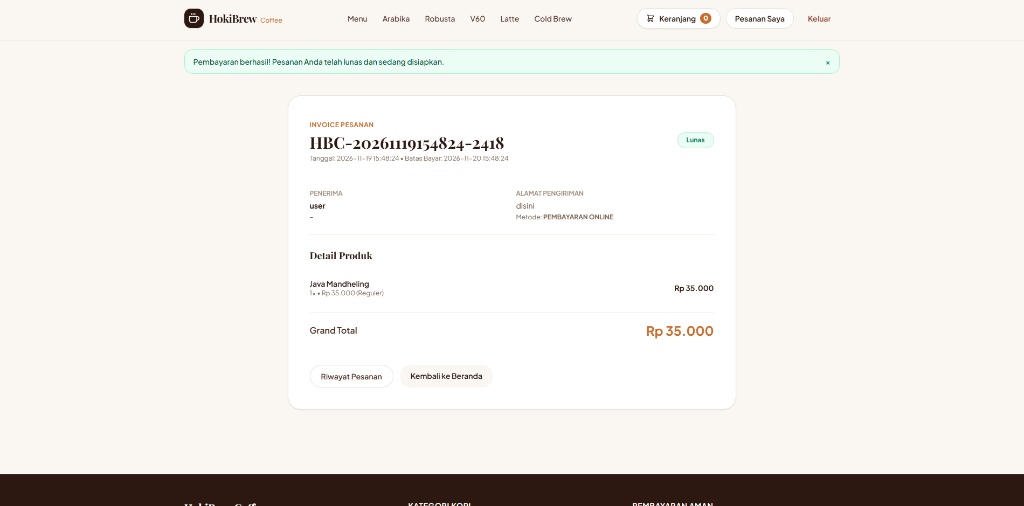 HokiBrew Coffee
Menu Arabika Robusta V60 Latte Cold Brew
Keranjang 0 Pesanan Saya Keluar
Pembayaran berhasil! Pesanan Anda telah lunas dan sedang disiapkan. ×
INVOICE PESANAN
HBC-20261119154824-2418
Lunas
Tanggal: 2026-11-19 15:48:24 • Batas Bayar: 2026-11-20 15:48:24
PENERIMA
user
-
ALAMAT PENGIRIMAN
disini
Metode: PEMBAYARAN ONLINE
Detail Produk
Java Mandheling
1× • Rp 35.000 (Reguler)
Rp 35.000
Grand Total
Rp 35.000
Riwayat Pesanan
Kembali ke Beranda
KATEGORI KOPI
PEMBAYARAN AMAN